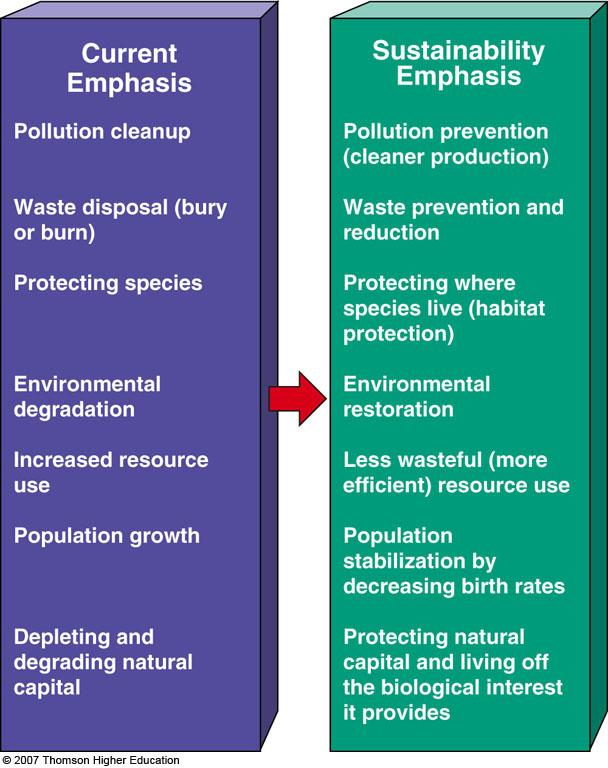 Current
Emphasis
Pollution cleanup
Waste disposal (bury
or burn)
Protecting species
Environmental
degradation
Increased resource
use
Population growth
Depleting and
degrading natural
capital
Sustainability
Emphasis
Pollution prevention
(cleaner production)
Waste prevention and
reduction
Protecting where
species live (habitat
protection)
Environmental
restoration
Less wasteful (more
efficient) resource use
Population
stabilization by
decreasing birth rates
Protecting natural
capital and living off
the biological interest
it provides
© 2007 Thomson Higher Education